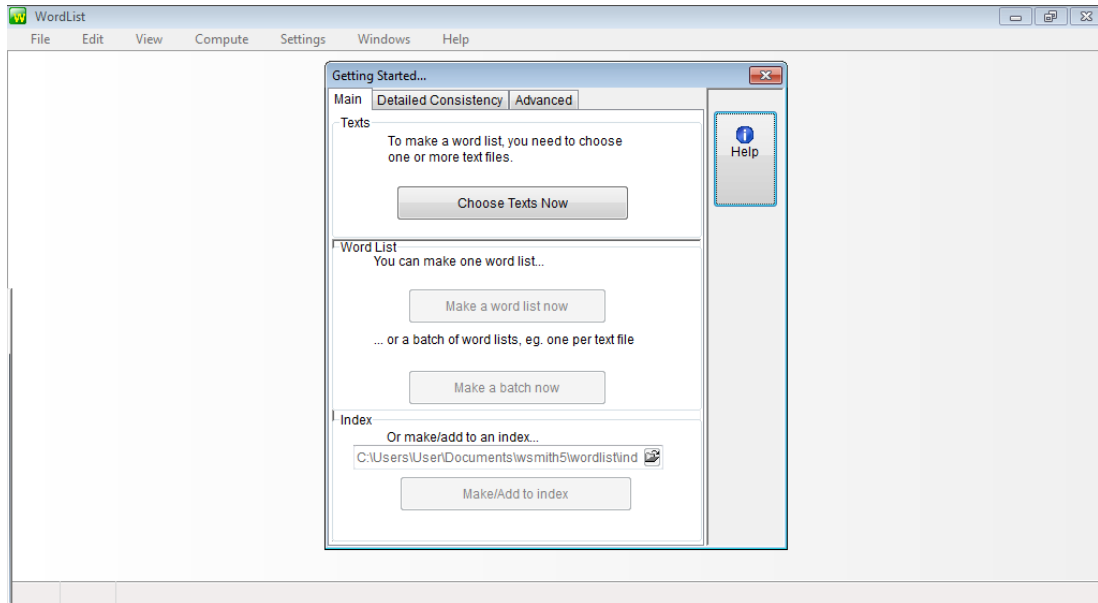 WordList
File Edit View Compute Settings Windows Help
Getting Started...
Main Detailed Consistency Advanced
Texts
To make a word list, you need to choose
one or more text files.
Choose Texts Now
Help
Word List
You can make one word list...
Make a word list now
... or a batch of word lists, eg. one per text file
Make a batch now
Index
Or make/add to an index...
C:\Users\User\Documents\wsmith5\wordlist\ind
Make/Add to index